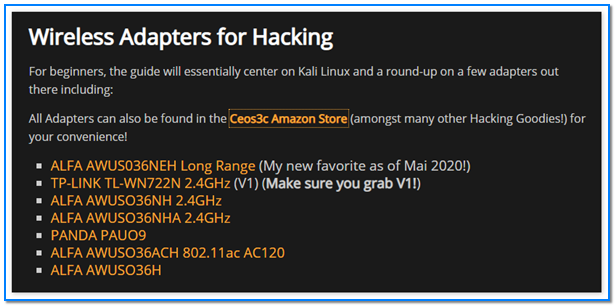 Wireless Adapters for Hacking
For beginners, the guide will essentially center on Kali Linux and a round-up on a few adapters out
there including:
All Adapters can also be found in the Ceos3c Amazon Store (amongst many other Hacking Goodies!) for
your convenience!
ALFA AWUS036NEH Long Range (My new favorite as of Mai 2020!)
TP-LINK TL-WN722N 2.4GHz (V1) (Make sure you grab V1!)
ALFA AWUSO36NH 2.4GHz
ALFA AWUSO36NHA 2.4GHz
PANDA PAUO9
ALFA AWUSO36ACH 802.11ac AC120
ALFA AWUSO36H